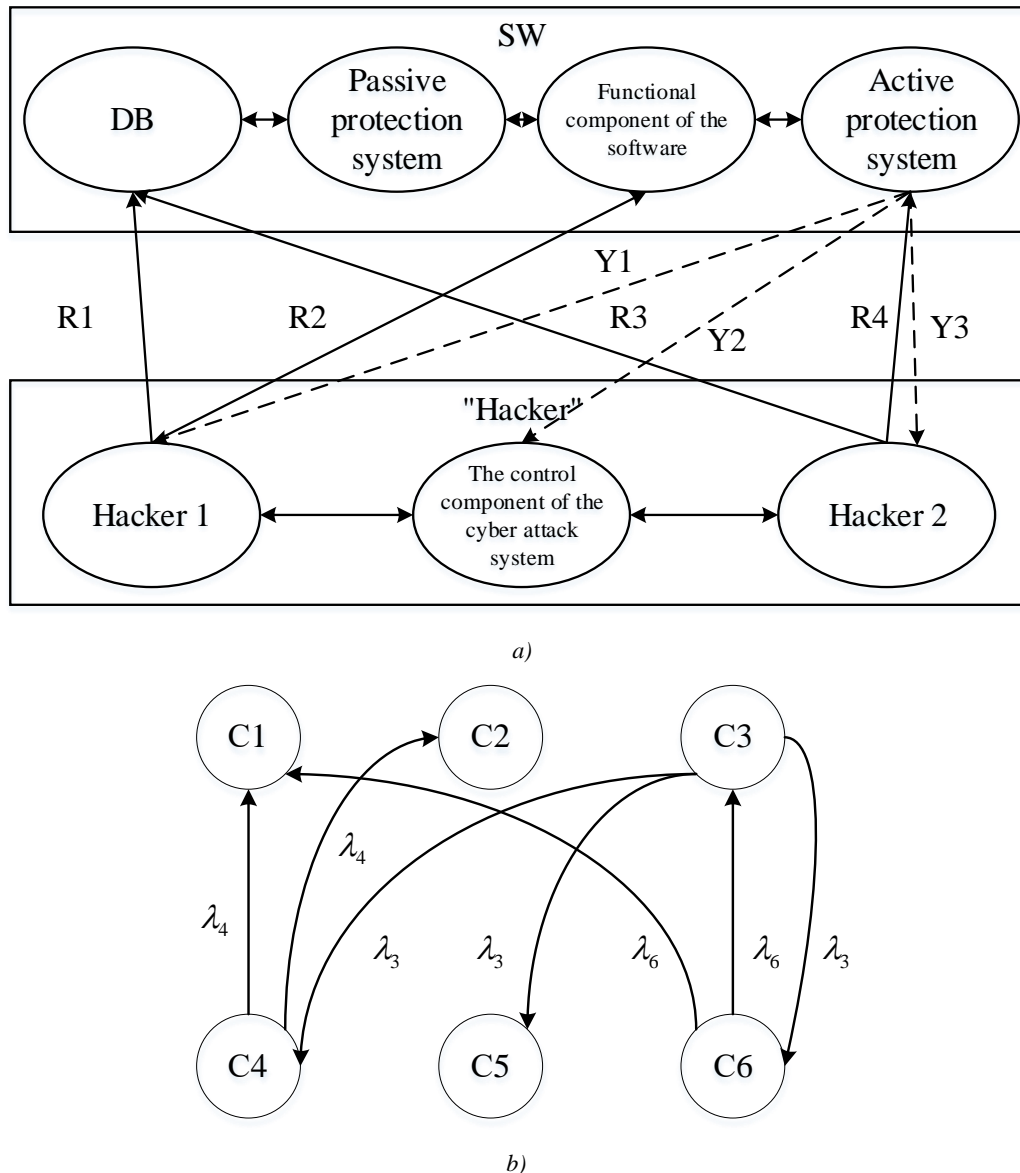 SW
DB
Passive
protection
system
Functional
component of the
software
Active
protection
system
Y1
R1
R2
R3
R4
Y2
Y3
"Hacker"
Hacker 1
The control
component of the
cyber attack
system
Hacker 2
a)
C1
C2
C3
λ4
λ4
λ3
λ3
λ6
λ6
λ3
C4
C5
C6
b)